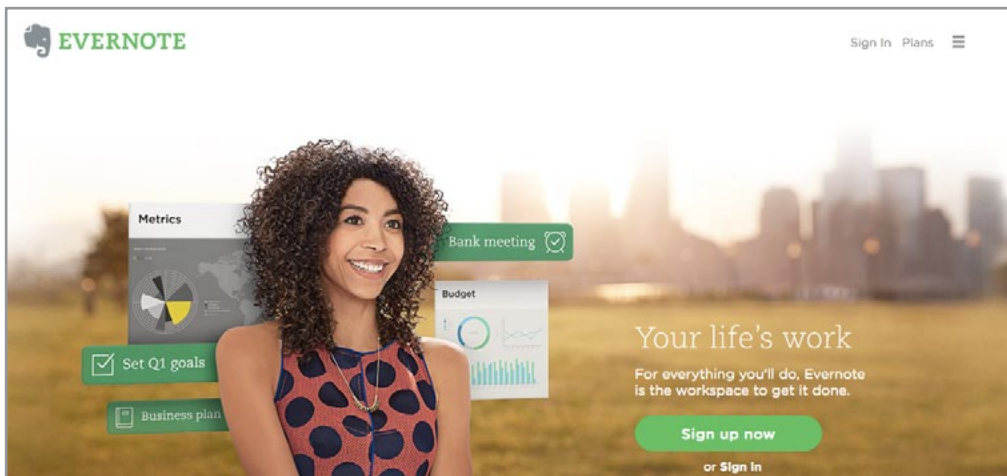 EVERNOTE
Sign In Plans
Metrics
Bank meeting
Budget
Set Q1 goals
Business plan
Your life's work
For everything you'll do, Evernote
is the workspace to get it done.
Sign up now
or Sign In